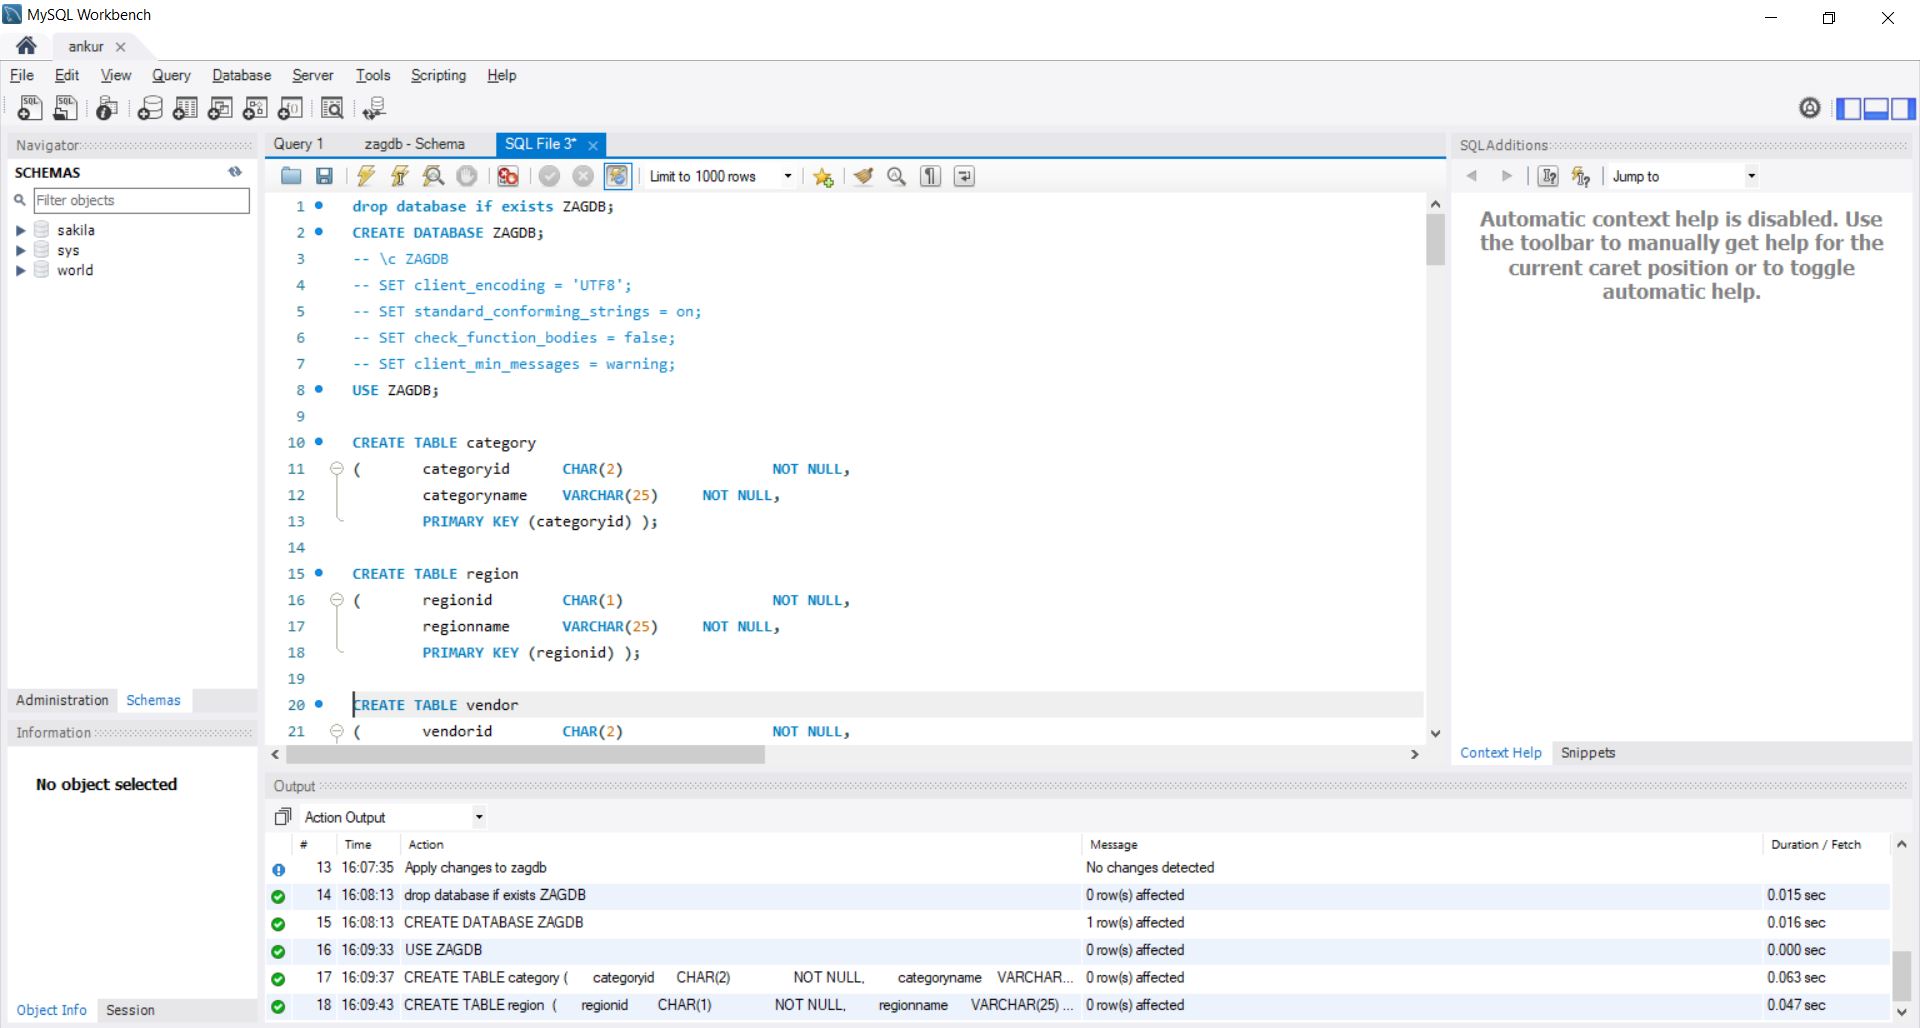 MySQL Workbench
ankur
File Edit View Query Database Server Tools Scripting Help
Navigator
SCHEMAS
Filter objects
sakila
sys
world
Administration Schemas
Information
No object selected
Object Info Session
Query 1 zagdb - Schema SQL File 3*
Limit to 1000 rows
1 drop database if exists ZAGDB;
2 CREATE DATABASE ZAGDB;
3 -- \c ZAGDB
4 -- SET client_encoding = 'UTF8';
5 -- SET standard_conforming_strings = on;
6 -- SET check_function_bodies = false;
7 -- SET client_min_messages = warning;
8 USE ZAGDB;
9
10 CREATE TABLE category
11 ( categoryid CHAR(2) NOT NULL,
12 categoryname VARCHAR(25) NOT NULL,
13 PRIMARY KEY (categoryid) );
14
15 CREATE TABLE region
16 ( regionid CHAR(1) NOT NULL,
17 regionname VARCHAR(25) NOT NULL,
18 PRIMARY KEY (regionid) );
19
20 CREATE TABLE vendor
21 ( vendorid CHAR(2) NOT NULL,
SQLAdditions
Jump to
Automatic context help is disabled. Use
the toolbar to manually get help for the
current caret position or to toggle
automatic help.
Context Help Snippets
Output
Action Output
# Time Action Message Duration / Fetch
13 16:07:35 Apply changes to zagdb No changes detected
14 16:08:13 drop database if exists ZAGDB 0 row(s) affected 0.015 sec
15 16:08:13 CREATE DATABASE ZAGDB 1 row(s) affected 0.016 sec
16 16:09:33 USE ZAGDB 0 row(s) affected 0.000 sec
17 16:09:37 CREATE TABLE category ( categoryid CHAR(2) NOT NULL, categoryname VARCHAR... 0 row(s) affected 0.063 sec
18 16:09:43 CREATE TABLE region ( regionid CHAR(1) NOT NULL, regionname VARCHAR(25) ... 0 row(s) affected 0.047 sec